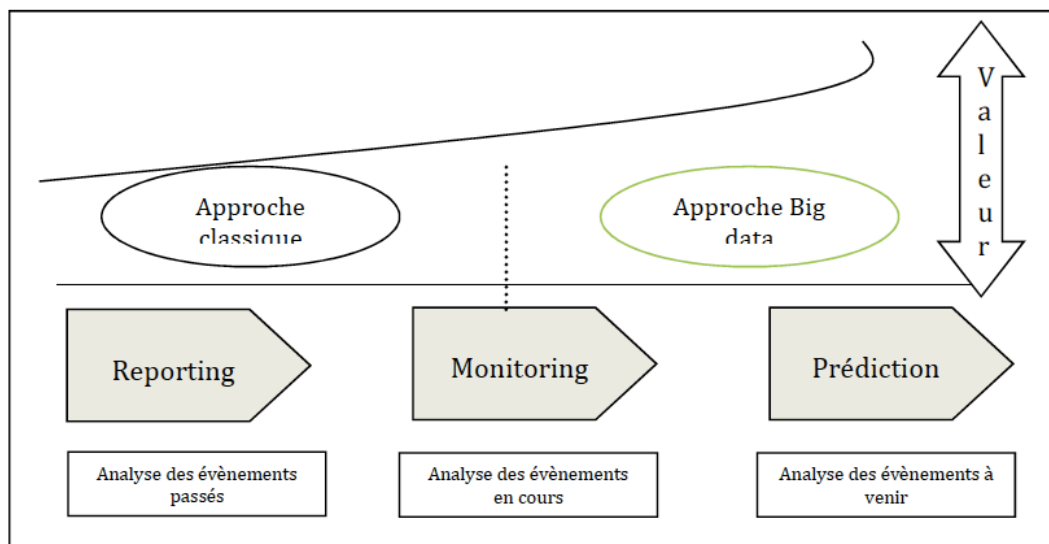 Valeur
Approche
classique
Approche Big
data
Reporting
Monitoring
Prédiction
Analyse des évènements
passés
Analyse des évènements
en cours
Analyse des évènements à
venir